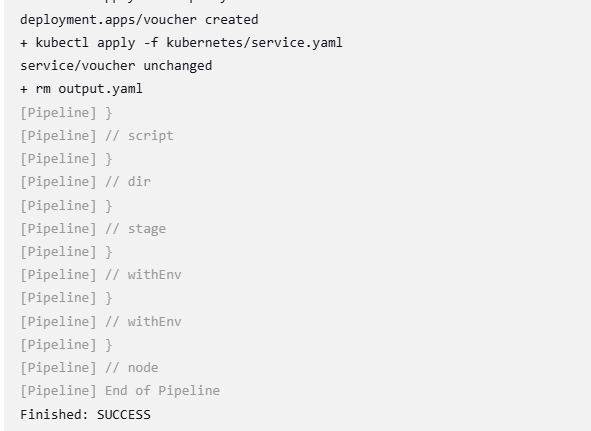 deployment.apps/voucher created
+ kubectl apply -f kubernetes/service.yaml
service/voucher unchanged
+ rm output.yaml
[Pipeline] }
[Pipeline] // script
[Pipeline] }
[Pipeline] // dir
[Pipeline] }
[Pipeline] // stage
[Pipeline] }
[Pipeline] // withEnv
[Pipeline] }
[Pipeline] // withEnv
[Pipeline] }
[Pipeline] // node
[Pipeline] End of Pipeline
Finished: SUCCESS